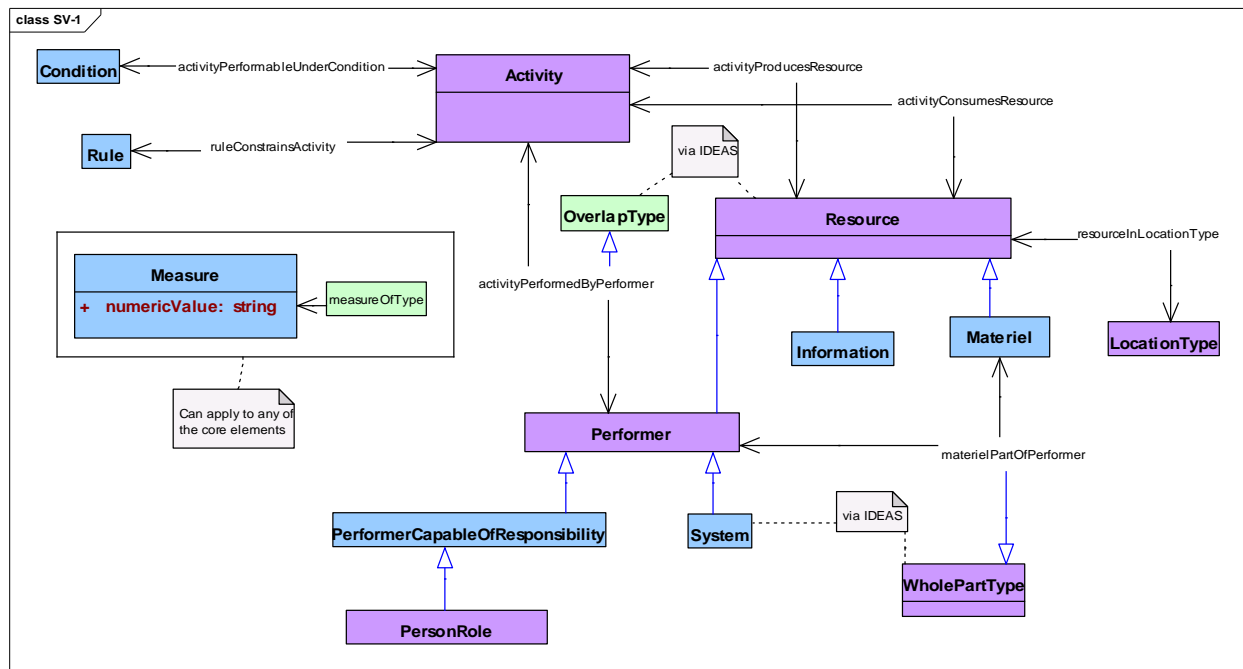 class SV-1
Condition
activityPerformableUnderCondition
Activity
activityProducesResource
activityConsumesResource
Rule
ruleConstrainsActivity
via IDEAS
OverlapType
Resource
resourceInLocationType
Measure
+ numericValue: string
measureOfType
activityPerformedByPerformer
Information
Materiel
LocationType
Can apply to any of
the core elements
Performer
materielPartOfPerformer
PerformerCapableOfResponsibility
System
via IDEAS
WholePartType
PersonRole